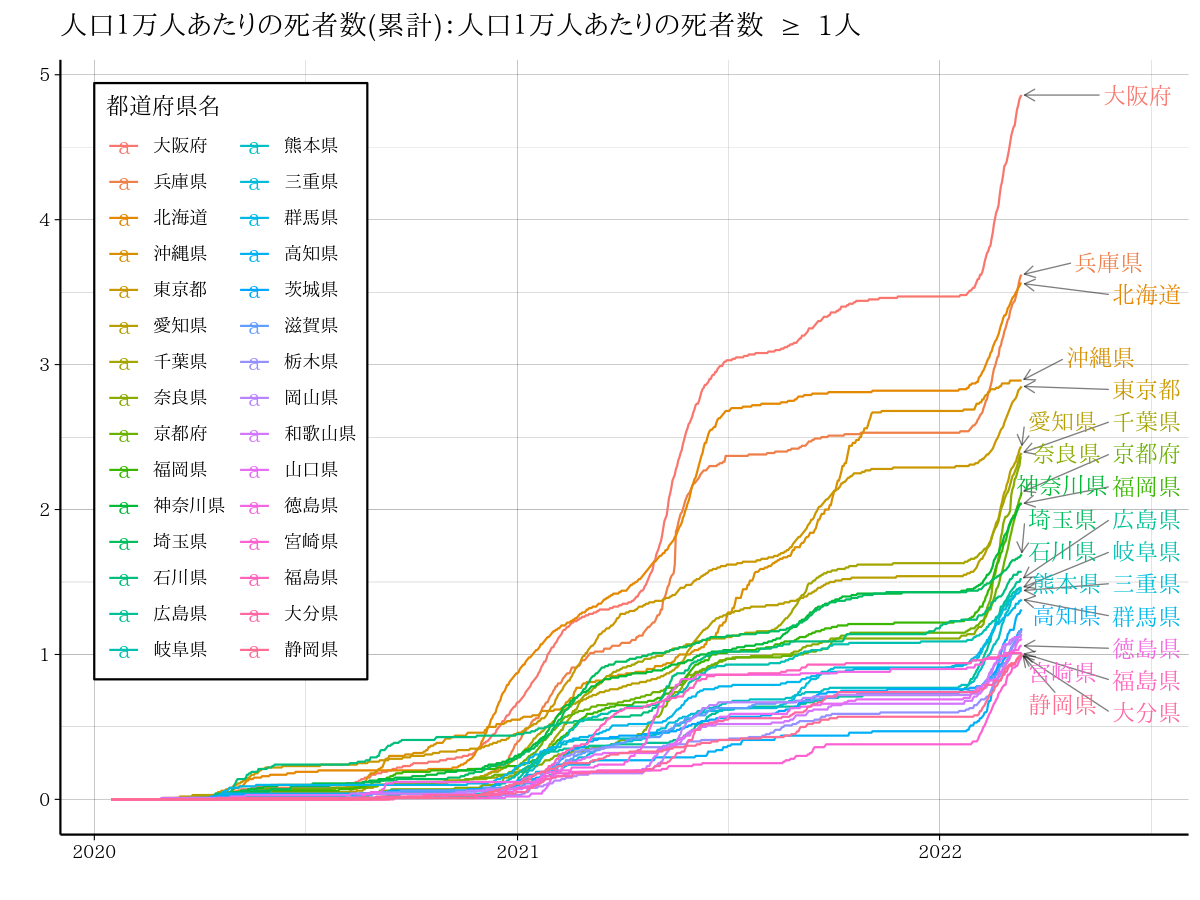 人口1万人あたりの死者数(累計)：人口1万人あたりの死者数 ≥ 1人
5
4
3
2
1
0
都道府県名
a 大阪府
a 兵庫県
a 北海道
a 沖縄県
a 東京都
a 愛知県
a 千葉県
a 奈良県
a 京都府
a 福岡県
a 神奈川県
a 埼玉県
a 石川県
a 広島県
a 岐阜県
a 熊本県
a 三重県
a 群馬県
a 高知県
a 茨城県
a 滋賀県
a 栃木県
a 岡山県
a 和歌山県
a 山口県
a 徳島県
a 宮崎県
a 福島県
a 大分県
a 静岡県
大阪府
兵庫県
北海道
沖縄県
東京都
愛知県 千葉県
奈良県 京都府
神奈川県 福岡県
埼玉県 広島県
石川県 岐阜県
熊本県 三重県
高知県 群馬県
徳島県
宮崎県 福島県
静岡県 大分県
2020
2021
2022